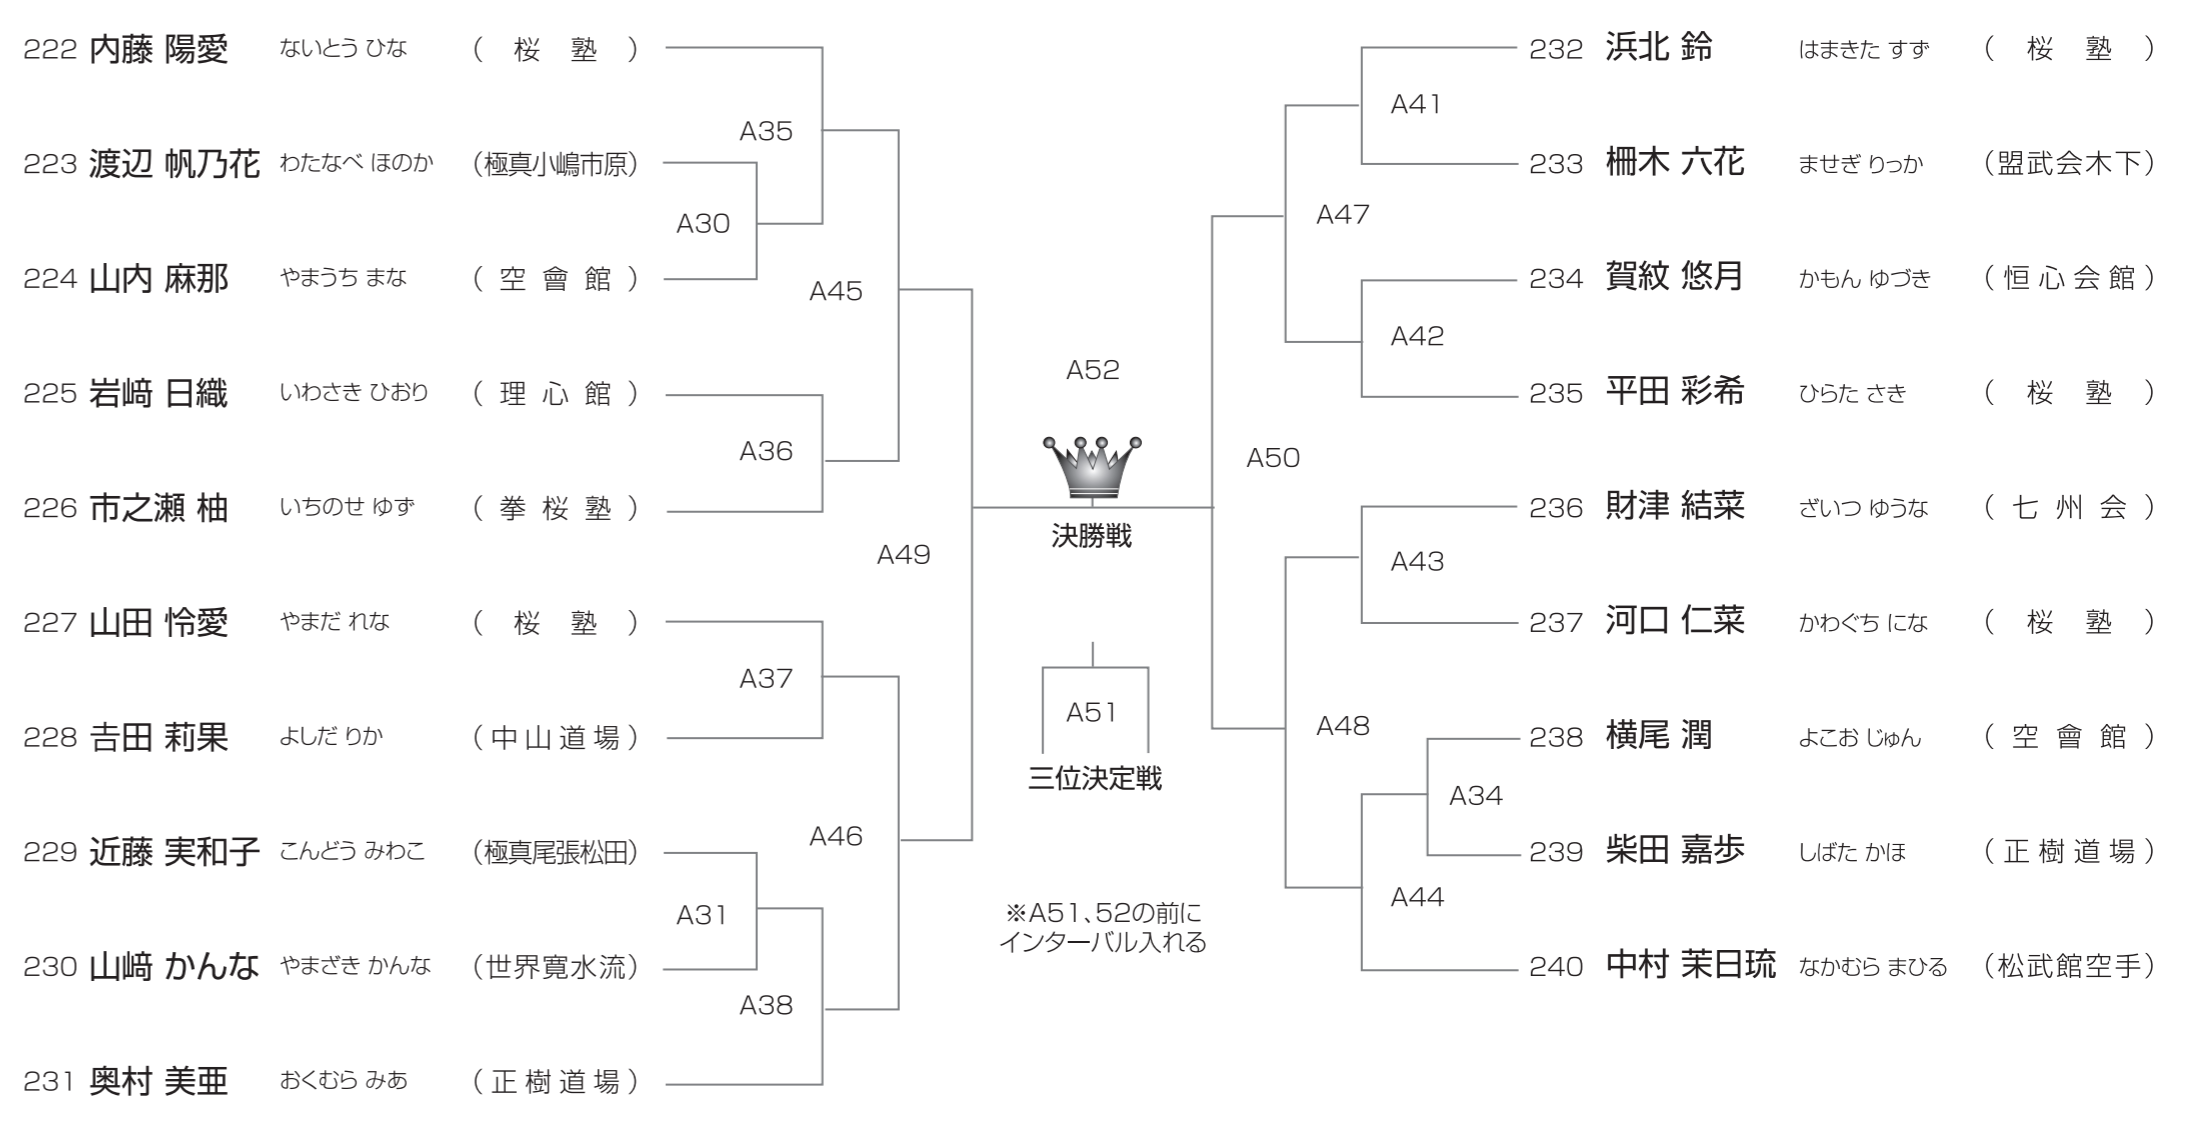 222 内藤 陽愛 ないとう ひな （桜塾）
223 渡辺 帆乃花 わたなべ ほのか （極真小嶋市原）
224 山内 麻那 やまうち まな （空會館）
225 岩﨑 日織 いわさき ひおり （理心館）
226 市之瀬 柚 いちのせ ゆず （拳桜塾）
227 山田 怜愛 やまだ れな （桜塾）
228 𠮷田 莉果 よしだ りか （中山道場）
229 近藤 実和子 こんどう みわこ （極真尾張松田）
230 山﨑 かんな やまざき かんな （世界寛水流）
231 奥村 美亜 おくむら みあ （正樹道場）
A30
A31
A35
A36
A37
A38
A45
A46
A49
A52
決勝戦
A51
三位決定戦
※A51、52の前に
インターバル入れる
A50
A47
A48
A41
A42
A43
A44
A34
232 浜北 鈴 はまきた すず （桜塾）
233 柵木 六花 ませぎ りっか （盟武会木下）
234 賀紋 悠月 かもん ゆづき （恒心会館）
235 平田 彩希 ひらた さき （桜塾）
236 財津 結菜 ざいつ ゆうな （七州会）
237 河口 仁菜 かわぐち にな （桜塾）
238 横尾 潤 よこお じゅん （空會館）
239 柴田 嘉歩 しばた かほ （正樹道場）
240 中村 茉日琉 なかむら まひる （松武館空手）